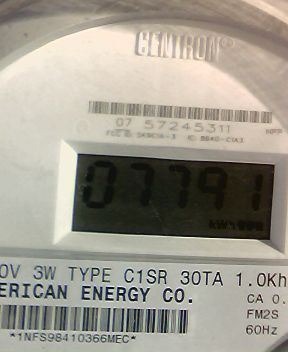 CENTRON®
07 57245311
07791
0V 3W TYPE C1SR 30TA 1.0Kh
ERICAN ENERGY CO.
CA 0.
FM2S
*1NFS98410366MEC*
60Hz